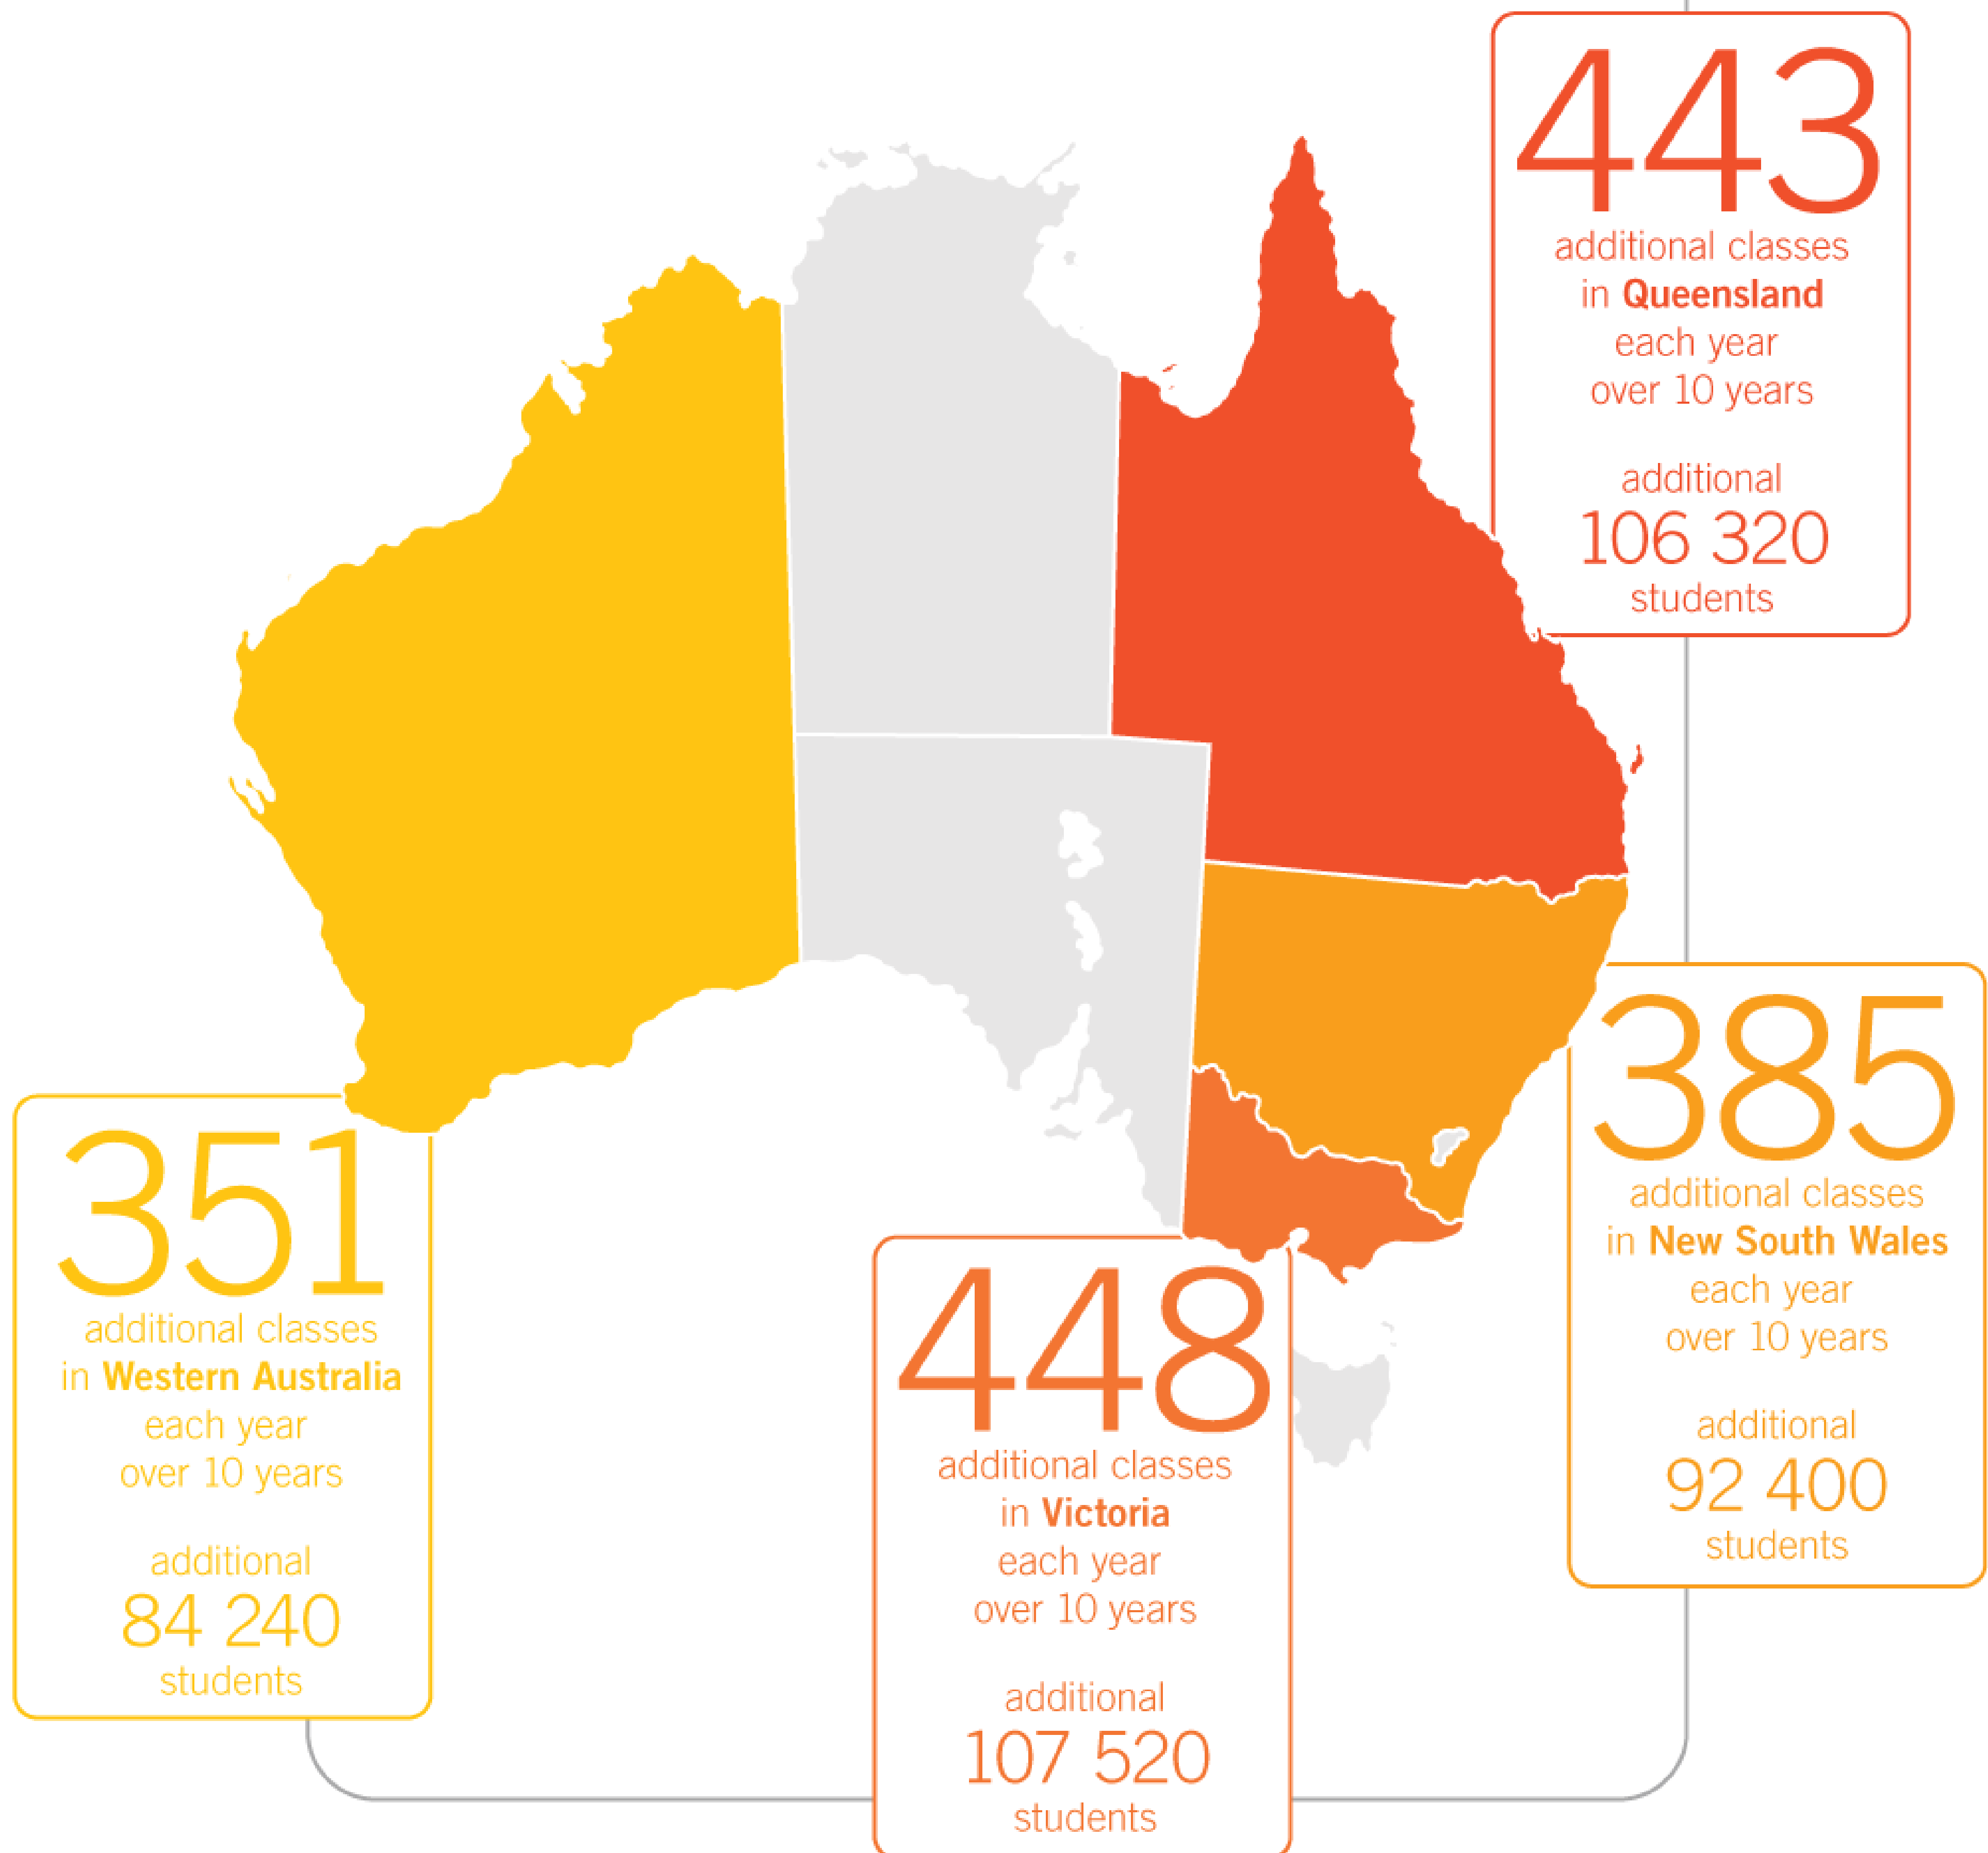 443
additional classes
in Queensland
each year
over 10 years
additional
106 320
students
385
additional classes
in New South Wales
each year
over 10 years
additional
92 400
students
351
additional classes
in Western Australia
each year
over 10 years
additional
84 240
students
448
additional classes
in Victoria
each year
over 10 years
additional
107 520
students